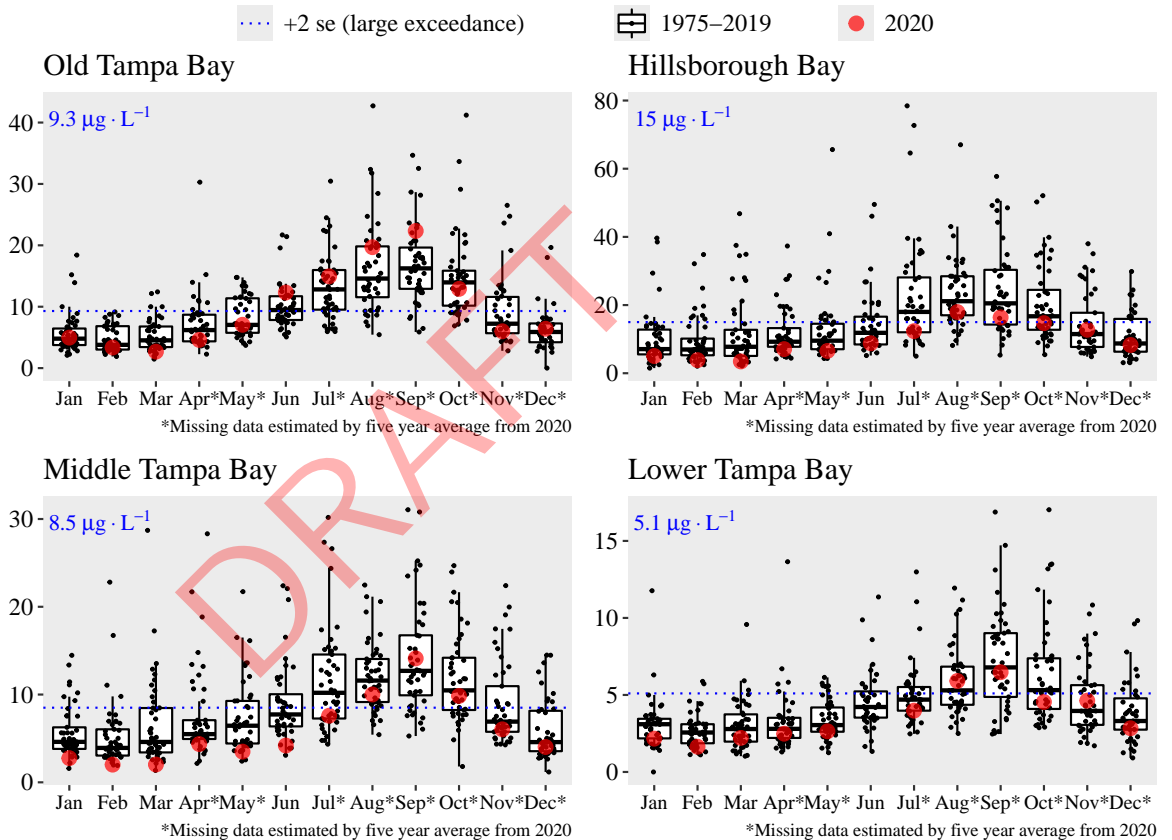 +2 se (large exceedance) 1975−2019 2020
Old Tampa Bay
9.3 μg · L⁻¹
40
30
20
10
0
Jan Feb Mar Apr* May* Jun Jul* Aug* Sep* Oct* Nov* Dec*
*Missing data estimated by five year average from 2020
Hillsborough Bay
15 μg · L⁻¹
80
60
40
20
0
Jan Feb Mar Apr* May* Jun Jul* Aug* Sep* Oct* Nov* Dec*
*Missing data estimated by five year average from 2020
Middle Tampa Bay
8.5 μg · L⁻¹
30
20
10
0
Jan Feb Mar Apr* May* Jun Jul* Aug* Sep* Oct* Nov* Dec*
*Missing data estimated by five year average from 2020
Lower Tampa Bay
5.1 μg · L⁻¹
15
10
5
0
Jan Feb Mar Apr* May* Jun Jul* Aug* Sep* Oct* Nov* Dec*
*Missing data estimated by five year average from 2020
DRAFT